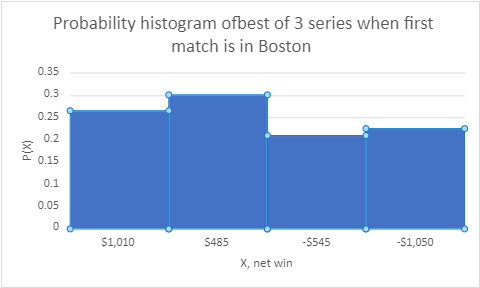 Probability histogram ofbest of 3 series when first
match is in Boston
0.35
0.3
0.25
0.2
0.15
0.1
0.05
0
P(X)
$1,010 $485 -$545 -$1,050
X, net win